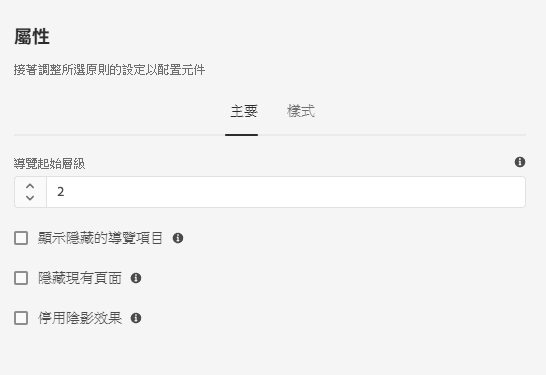 屬性
接著調整所選原則的設定以配置元件
主要 樣式
導覽起始層級
2
顯示隱藏的導覽項目
隱藏現有頁面
停用陰影效果